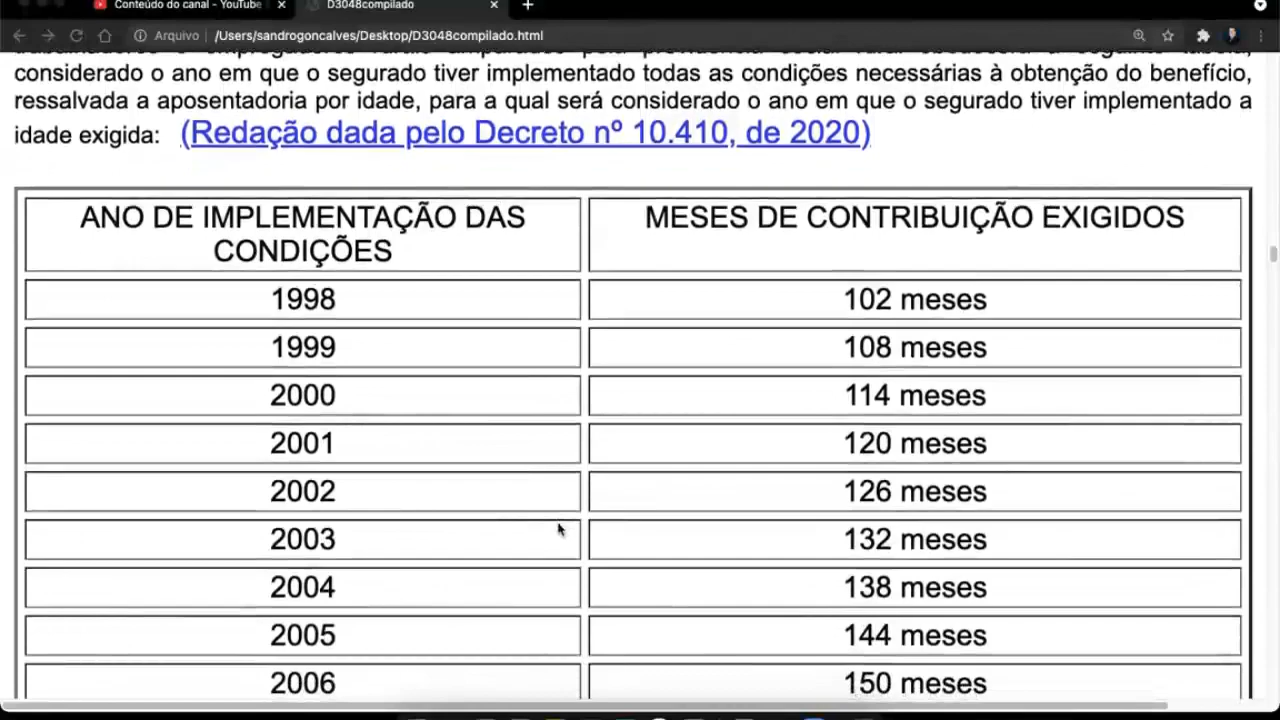 Conteúdo do canal - YouTube
D3048compilado
Arquivo
/Users/sandrogoncalves/Desktop/D3048compilado.html
considerado o ano em que o segurado tiver implementado todas as condições necessárias à obtenção do benefício,
ressalvada a aposentadoria por idade, para a qual será considerado o ano em que o segurado tiver implementado a
idade exigida: (Redação dada pelo Decreto nº 10.410, de 2020)
ANO DE IMPLEMENTAÇÃO DAS
CONDIÇÕES
MESES DE CONTRIBUIÇÃO EXIGIDOS
1998 102 meses
1999 108 meses
2000 114 meses
2001 120 meses
2002 126 meses
2003 132 meses
2004 138 meses
2005 144 meses
2006 150 meses